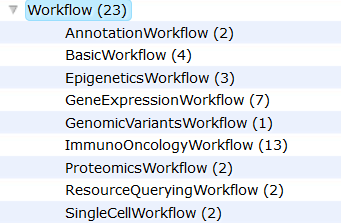 Workflow (23)
AnnotationWorkflow (2)
BasicWorkflow (4)
EpigeneticsWorkflow (3)
GeneExpressionWorkflow (7)
GenomicVariantsWorkflow (1)
ImmunoOncologyWorkflow (13)
ProteomicsWorkflow (2)
ResourceQueryingWorkflow (2)
SingleCellWorkflow (2)